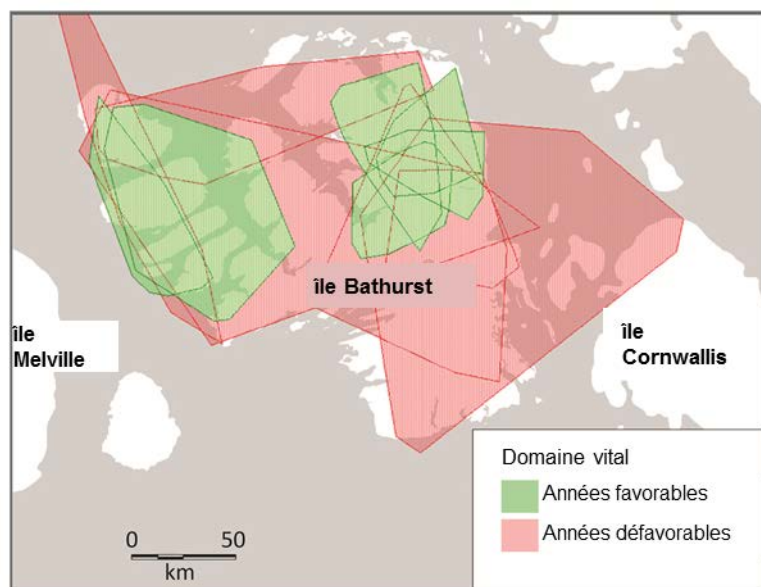 île Bathurst
île
Melville
île
Cornwallis
Domaine vital
Années favorables
Années défavorables
0 50
km